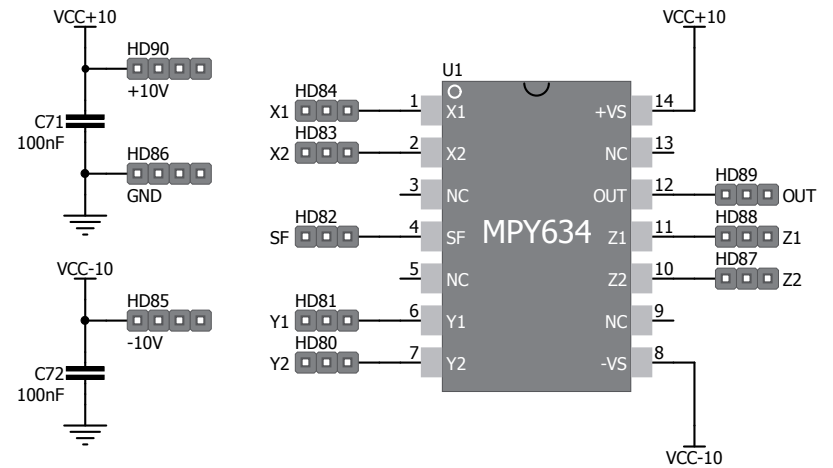 VCC+10
HD90
+10V
C71
100nF
HD86
GND
VCC-10
HD85
-10V
C72
100nF
U1
VCC+10
HD84
X1
1
X1
+VS
14
HD83
X2
2
X2
NC
13
3
NC
OUT
12
HD89
OUT
HD82
SF
4
SF
MPY634
Z1
11
HD88
Z1
5
NC
Z2
10
HD87
Z2
HD81
Y1
6
Y1
NC
9
HD80
Y2
7
Y2
-VS
8
VCC-10